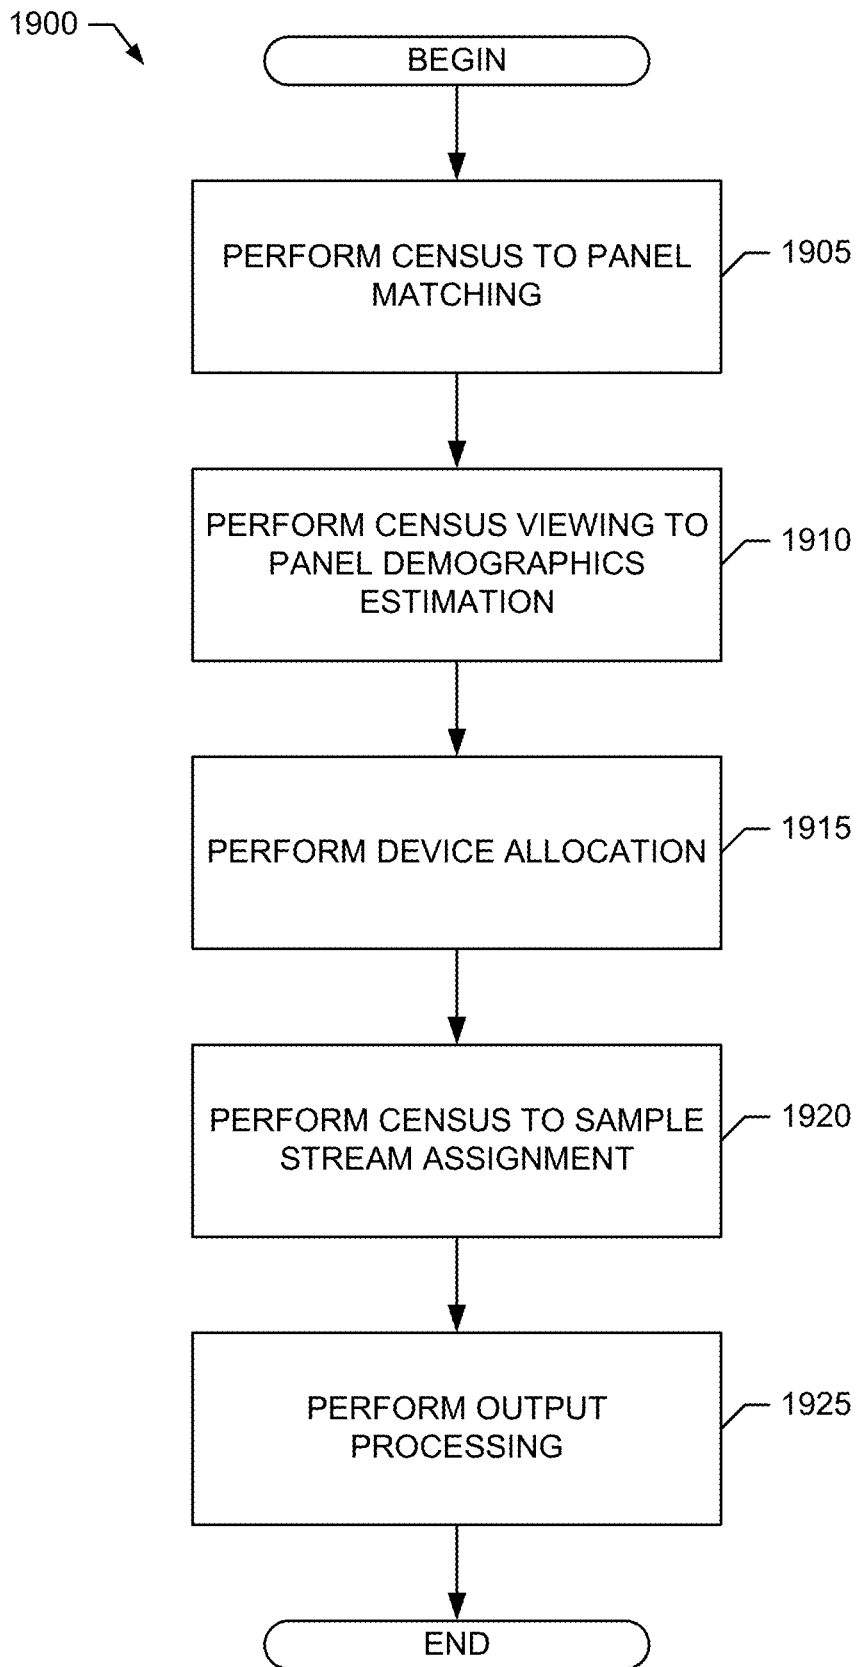 1900
BEGIN
PERFORM CENSUS TO PANEL
MATCHING
1905
PERFORM CENSUS VIEWING TO
PANEL DEMOGRAPHICS
ESTIMATION
1910
PERFORM DEVICE ALLOCATION
1915
PERFORM CENSUS TO SAMPLE
STREAM ASSIGNMENT
1920
PERFORM OUTPUT
PROCESSING
1925
END